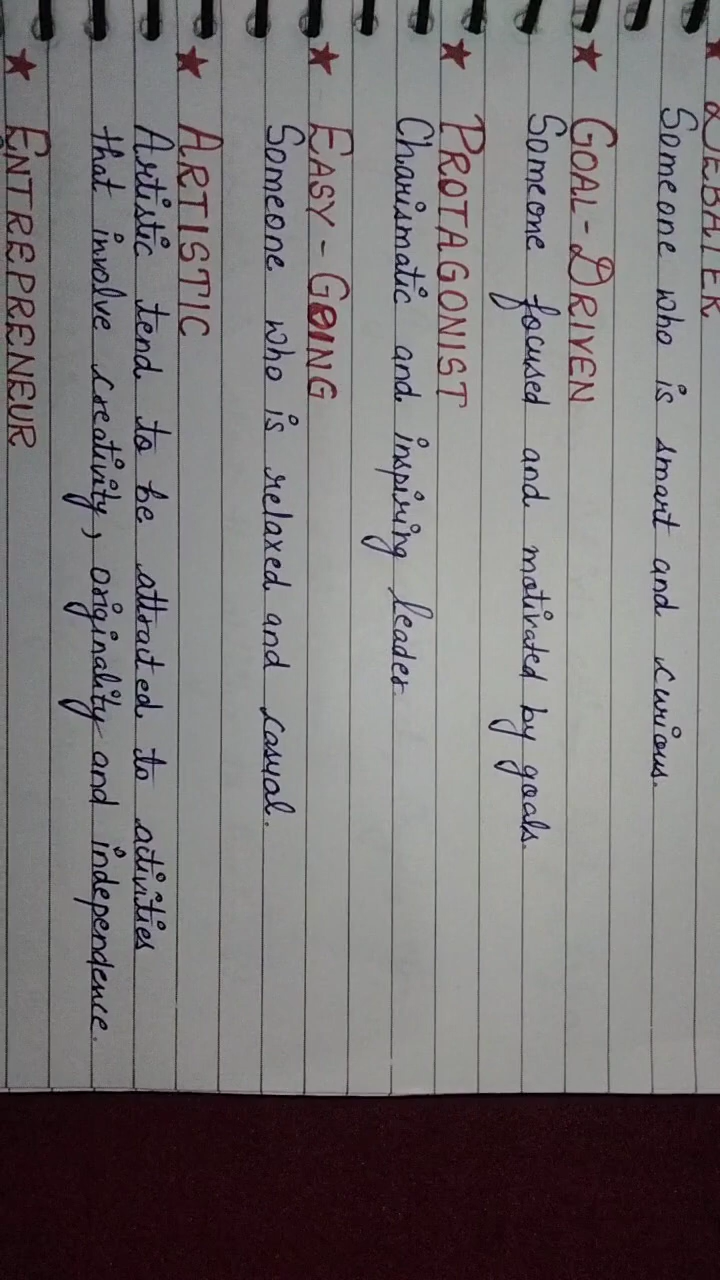 ★ DEBATER
Someone who is smart and curious.
★ GOAL-DRIVEN
Someone focused and motivated by goals.
★ PROTAGONIST
Charismatic and inspiring leader.
★ EASY-GOING
Someone who is relaxed and casual.
★ ARTISTIC
Artistic tend to be attracted to activities
that involve creativity, originality and independence.
★ ENTREPRENEUR